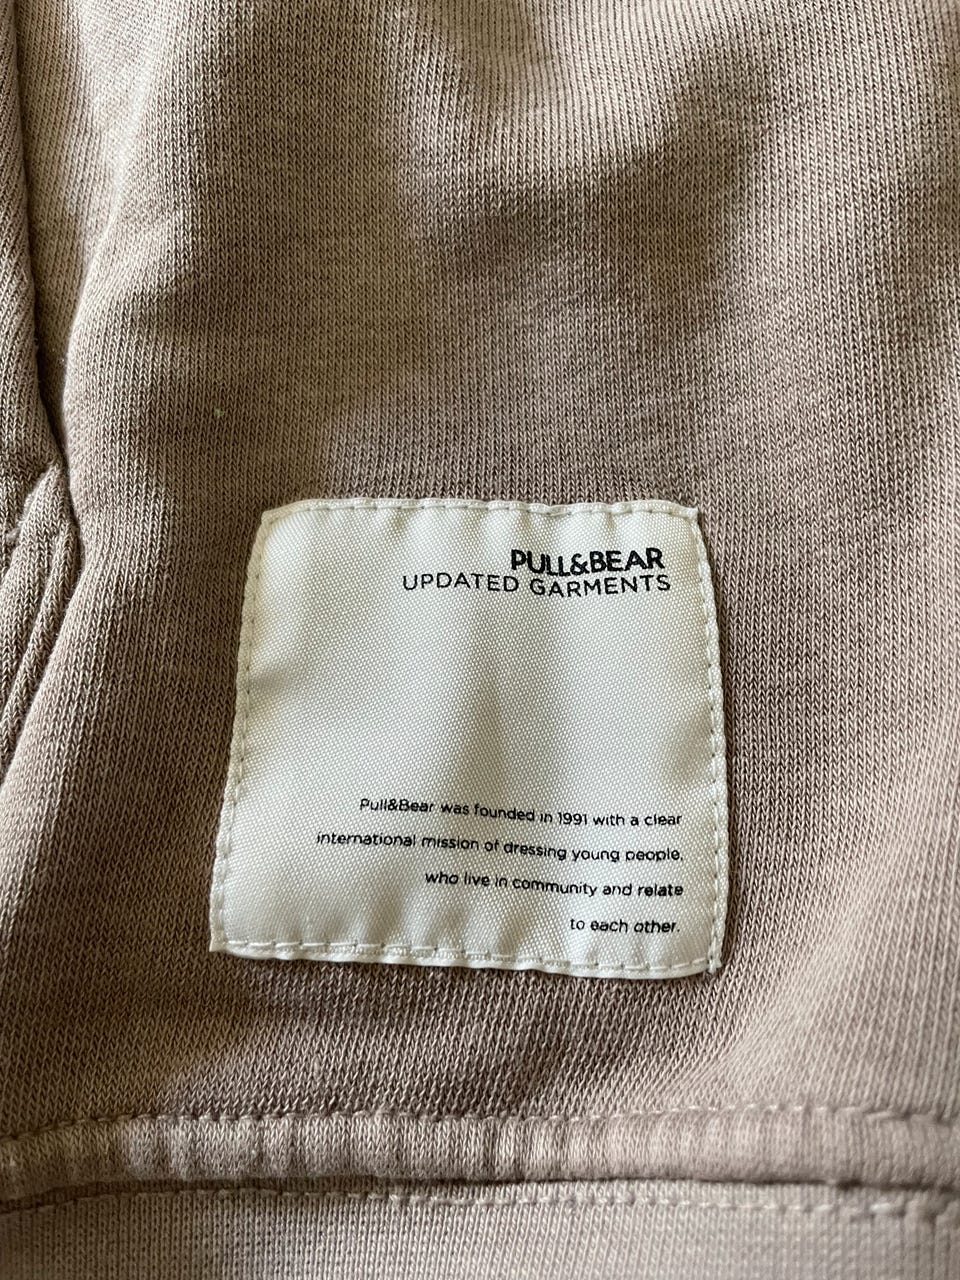 PULL&BEAR
UPDATED GARMENTS
Pull&Bear was founded in 1991 with a clear
international mission of dressing young people,
who live in community and relate
to each other.